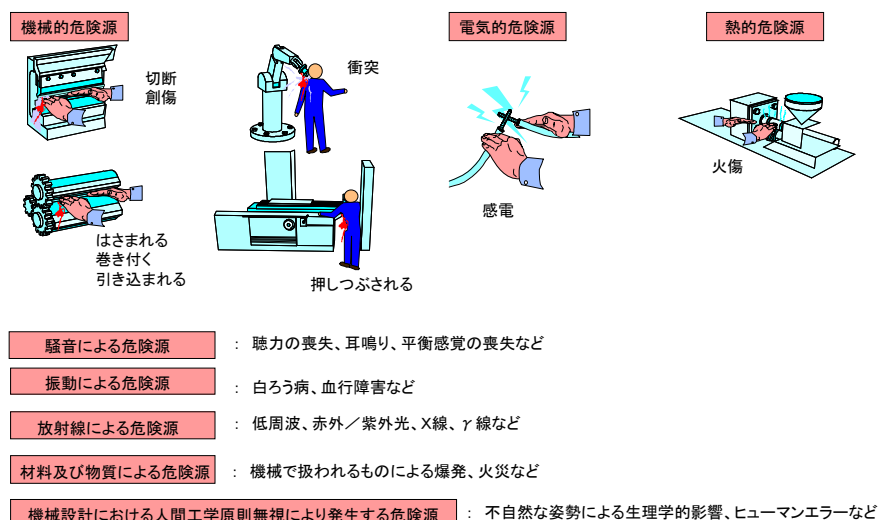 機械的危険源
電気的危険源
熱的危険源
切断
創傷
衝突
火傷
感電
はさまれる
巻き付く
引き込まれる
押しつぶされる
騒音による危険源 : 聴力の喪失、耳鳴り、平衡感覚の喪失など
振動による危険源 : 白ろう病、血行障害など
放射線による危険源 : 低周波、赤外／紫外光、X線、γ線など
材料及び物質による危険源 : 機械で扱われるものによる爆発、火災など
機械設計における人間工学原則無視により発生する危険源 : 不自然な姿勢による生理学的影響、ヒューマンエラーなど